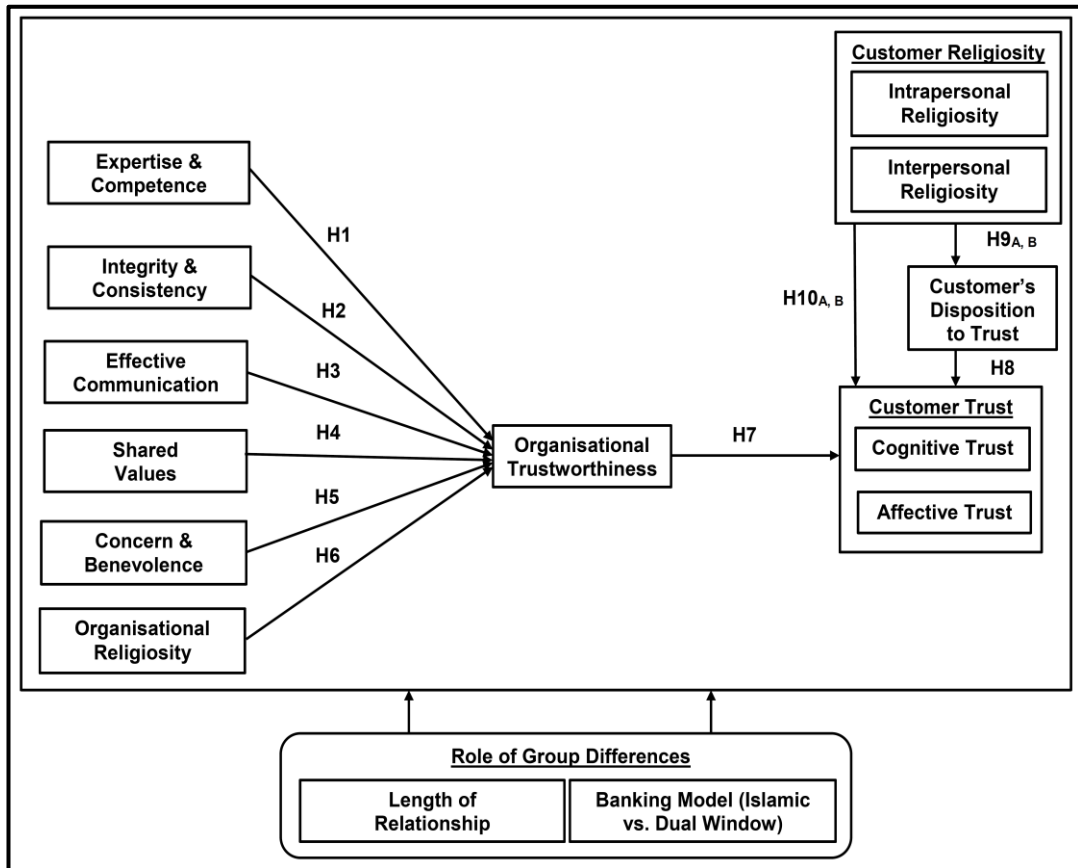 Customer Religiosity
Intrapersonal
Religiosity
Interpersonal
Religiosity
Expertise &
Competence
H1
Integrity &
Consistency
H2
H9A, B
H10A, B
Customer's
Disposition
to Trust
Effective
Communication
H3
H8
Customer Trust
Cognitive Trust
Affective Trust
Shared
Values
H4
Organisational
Trustworthiness
H7
Concern &
Benevolence
H5
H6
Organisational
Religiosity
Role of Group Differences
Length of
Relationship
Banking Model (Islamic
vs. Dual Window)